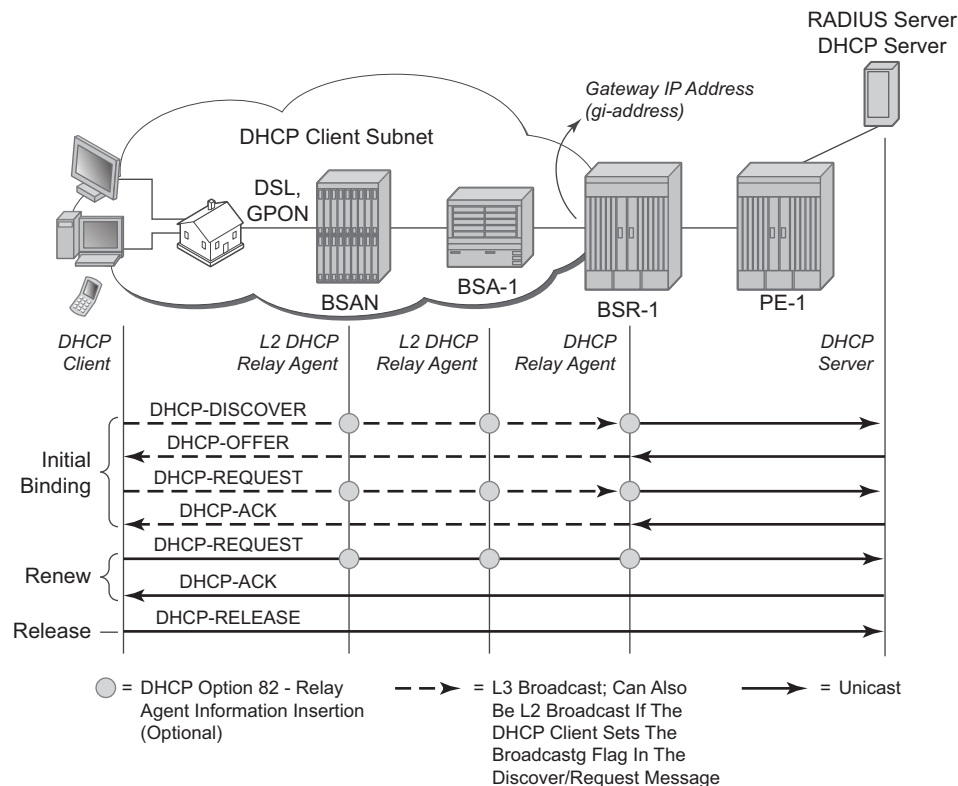 RADIUS Server
DHCP Server
Gateway IP Address
(gi-address)
DHCP Client Subnet
DSL,
GPON
BSAN
BSA-1
BSR-1
PE-1
DHCP
Client
L2 DHCP
Relay Agent
L2 DHCP
Relay Agent
DHCP
Relay Agent
DHCP
Server
Initial
Binding
DHCP-DISCOVER
DHCP-OFFER
DHCP-REQUEST
DHCP-ACK
Renew
DHCP-REQUEST
DHCP-ACK
Release
DHCP-RELEASE
= DHCP Option 82 - Relay
Agent Information Insertion
(Optional)
= L3 Broadcast; Can Also
Be L2 Broadcast If The
DHCP Client Sets The
Broadcastg Flag In The
Discover/Request Message
= Unicast